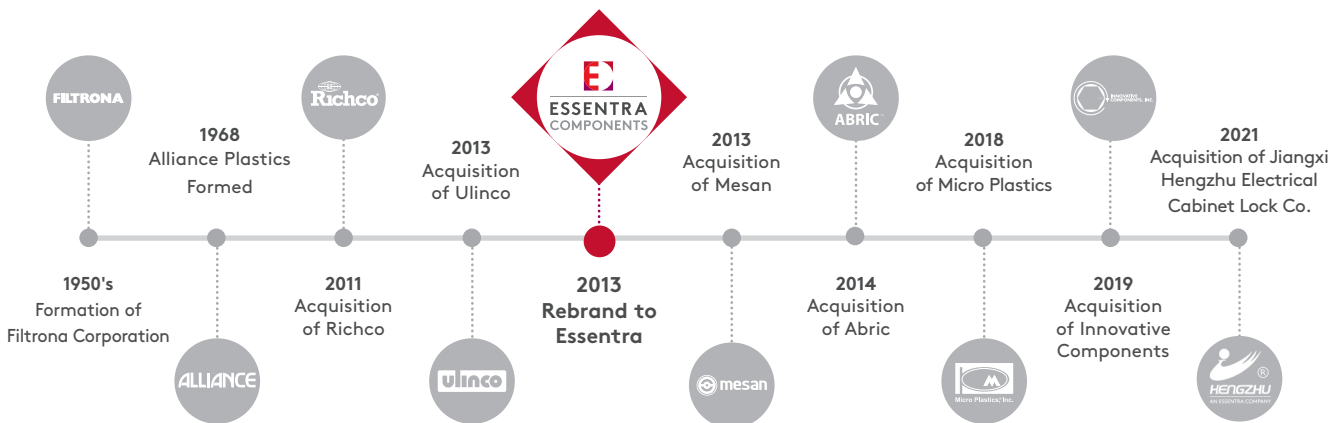 FILTRONA
1950's
Formation of
Filtrona Corporation
1968
Alliance Plastics
Formed
ALLIANCE
Richco
2011
Acquisition
of Richco
2013
Acquisition
of Ulinco
ulinco
ESSENTRA
COMPONENTS
2013
Rebrand to
Essentra
2013
Acquisition
of Mesan
mesan
ABRIC
2014
Acquisition
of Abric
2018
Acquisition
of Micro Plastics
Micro Plastics, Inc.
INNOVATIVE
COMPONENTS, INC.
2019
Acquisition
of Innovative
Components
2021
Acquisition of Jiangxi
Hengzhu Electrical
Cabinet Lock Co.
®
HENGZHU
AN ESSENTRA COMPANY